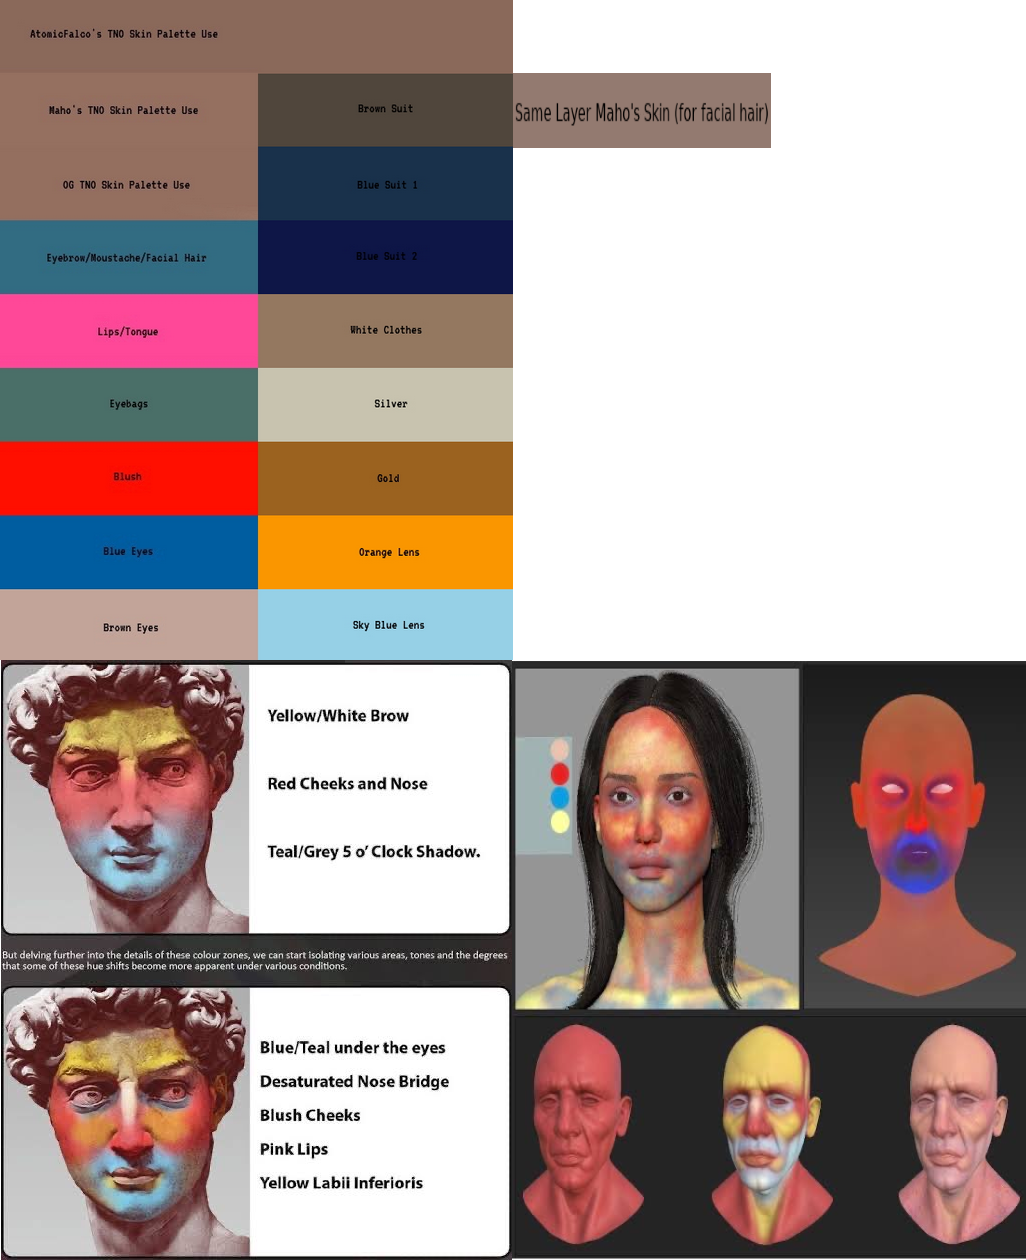 AtomicFalco's TNO Skin Palette Use
Maho's TNO Skin Palette Use
Brown Suit
Same Layer Maho's Skin (for facial hair)
OG TNO Skin Palette Use
Blue Suit 1
Eyebrow/Moustache/Facial Hair
Blue Suit 2
Lips/Tongue
White Clothes
Eyebags
Silver
Blush
Gold
Blue Eyes
Orange Lens
Brown Eyes
Sky Blue Lens
Yellow/White Brow
Red Cheeks and Nose
Teal/Grey 5 o' Clock Shadow.
But delving further into the details of these colour zones, we can start isolating various areas, tones and the degrees
that some of these hue shifts become more apparent under various conditions.
Blue/Teal under the eyes
Desaturated Nose Bridge
Blush Cheeks
Pink Lips
Yellow Labii Inferioris